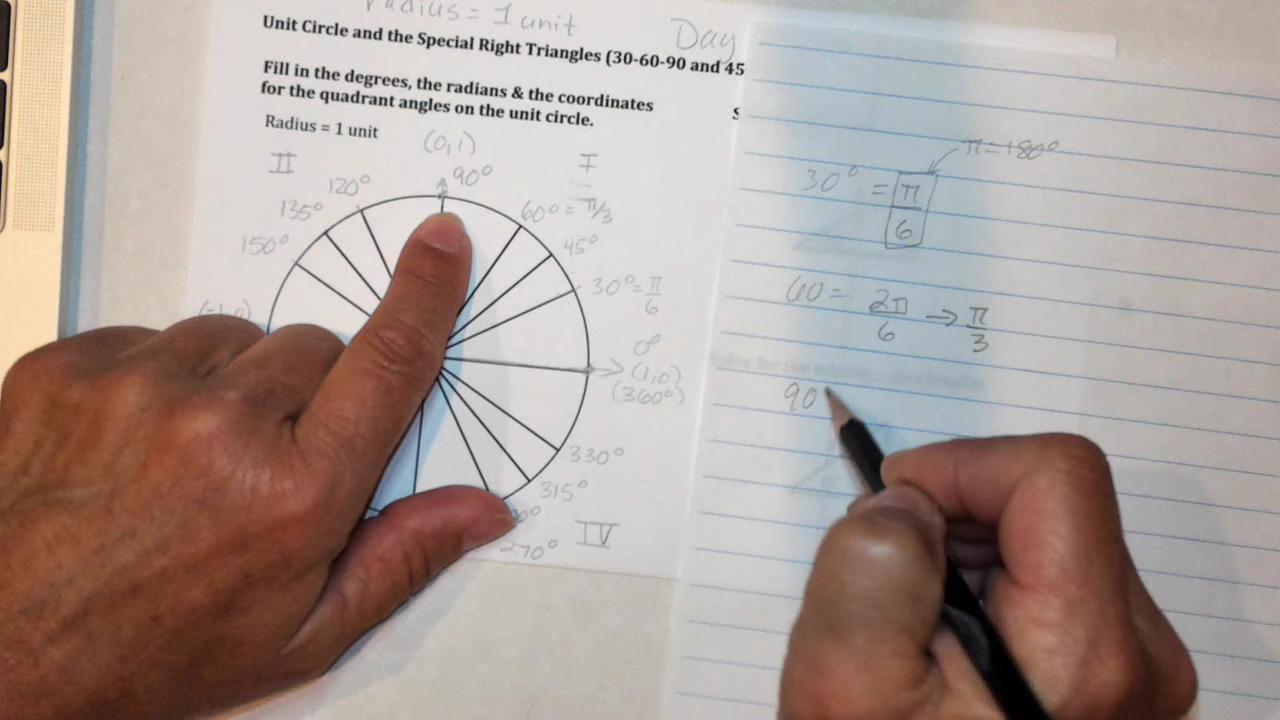 radius = 1 unit
Day
Unit Circle and the Special Right Triangles (30-60-90 and 45
Fill in the degrees, the radians & the coordinates
for the quadrant angles on the unit circle.
S
Radius = 1 unit
(0,1)
II
I
90°
120°
60° = π/3
135°
45°
150°
30° = π/6
(-1,0)
0°
(1,0)
(360°)
330°
315°
270°
IV
π = 180°
30° = π/6
60 = 2π/6 → π/3
90